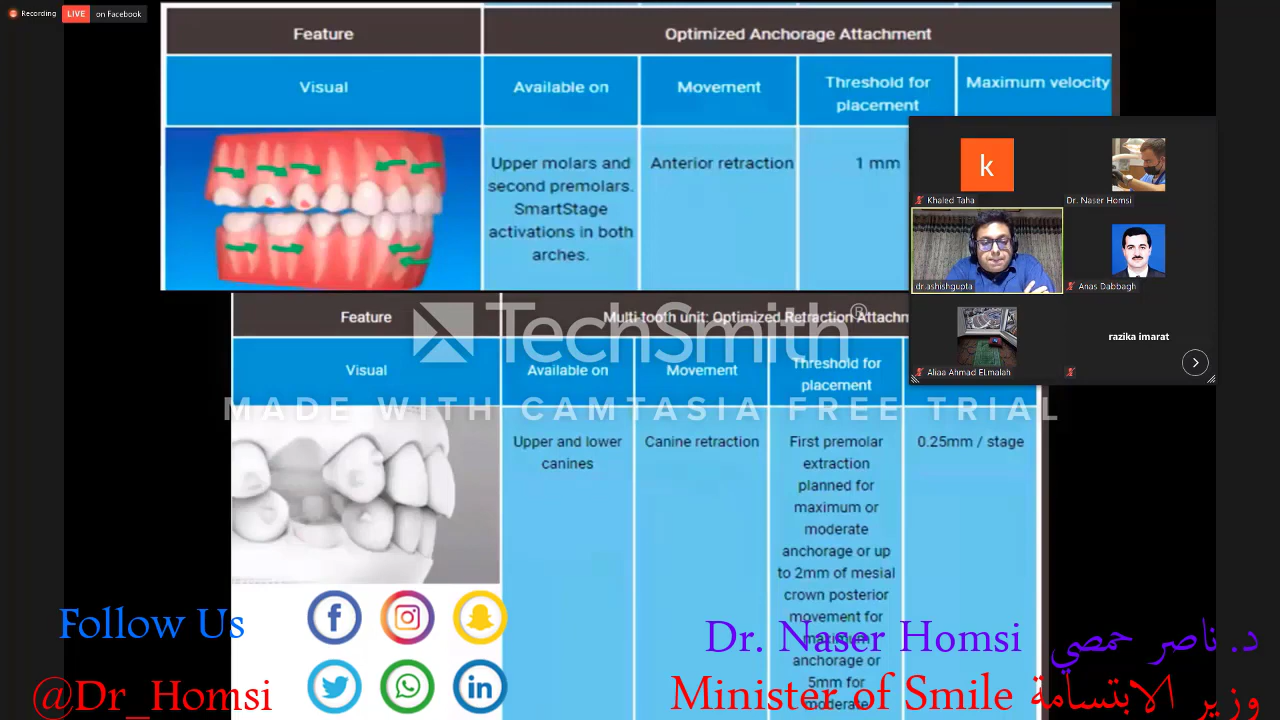 Recording
LIVE on Facebook
Feature
Optimized Anchorage Attachment
Visual
Available on
Movement
Threshold for
placement
Maximum velocity
Upper molars and
second premolars.
SmartStage
activations in both
arches.
Anterior retraction
1 mm
k
Khaled Taha
Dr. Naser Homsi
dr.ashishgupta
Anas Dabbagh
Aliaa Ahmad ELmalah
razika imarat
Feature
Multi-tooth unit: Optimized Retraction Attachm
Visual
Available on
Movement
Threshold for
placement
Upper and lower
canines
Canine retraction
First premolar
extraction
planned for
maximum or
moderate
anchorage or up
to 2mm of mesial
crown posterior
movement for
maximum
anchorage or
5mm for
moderate
0.25mm / stage
TechSmith®
MADE WITH CAMTASIA FREE TRIAL
Follow Us
@Dr_Homsi
Dr. Naser Homsi د. ناصر حمصي
Minister of Smile وزير الابتسامة